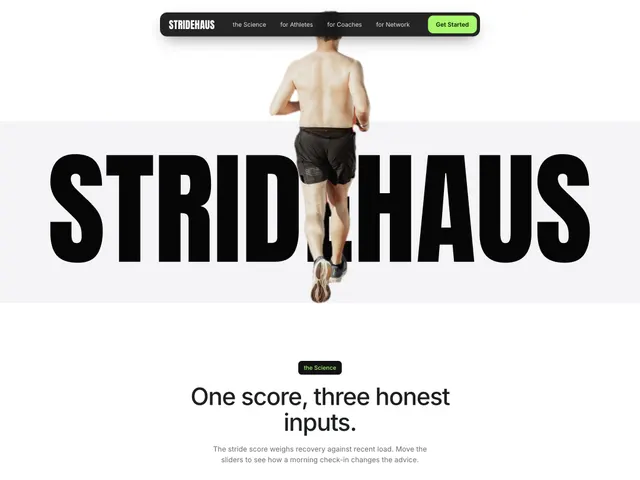 STRIDEHAUS
the Science
for Athletes
for Coaches
for Network
Get Started
STRIDEHAUS
the Science
One score, three honest
inputs.
The stride score weighs recovery against recent load. Move the
sliders to see how a morning check-in changes the advice.